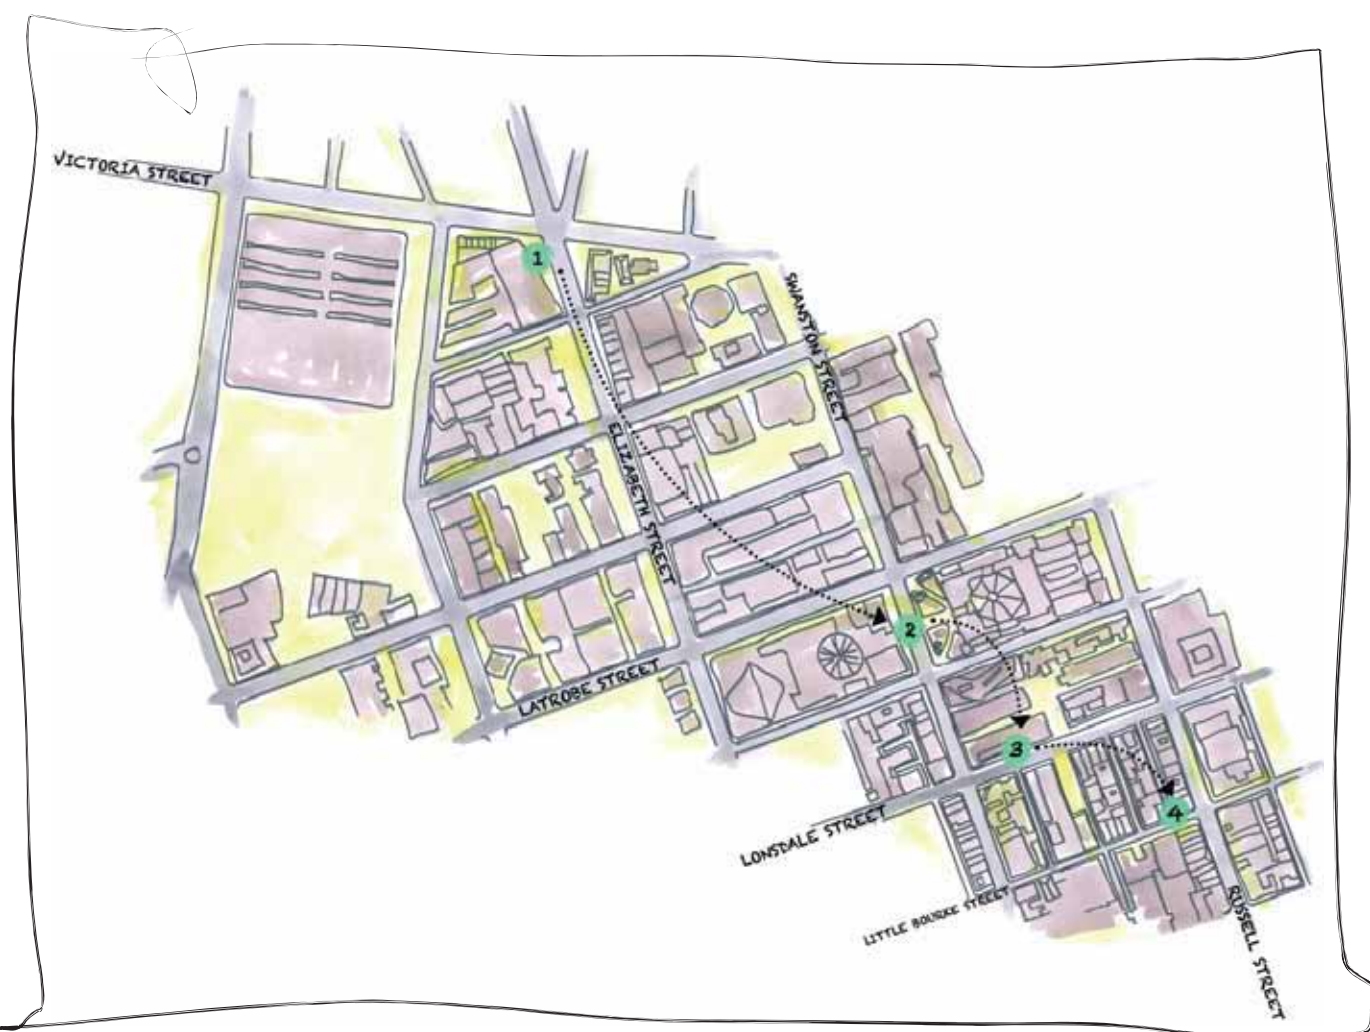 VICTORIA STREET
1
SWANSTON STREET
ELIZABETH STREET
2
LATROBE STREET
3
4
LONSDALE STREET
LITTLE BOURKE STREET
RUSSELL STREET